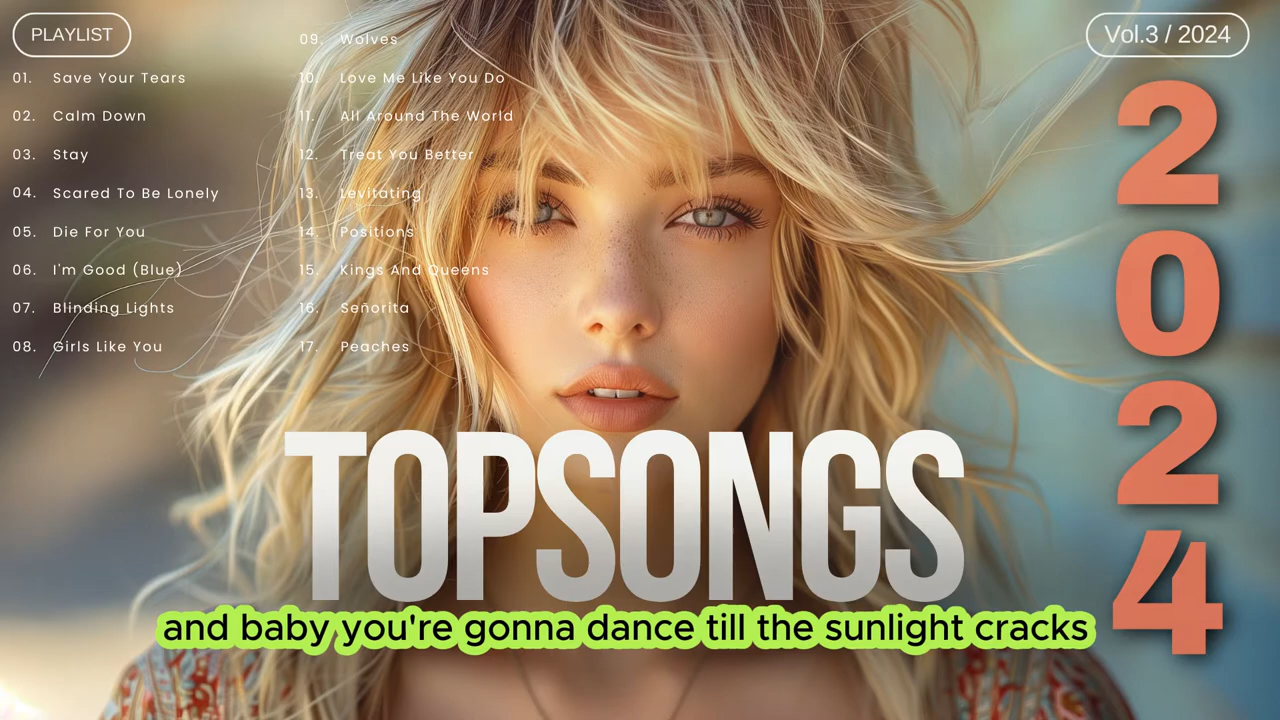 PLAYLIST
01. Save Your Tears
02. Calm Down
03. Stay
04. Scared To Be Lonely
05. Die For You
06. I'm Good (Blue)
07. Blinding Lights
08. Girls Like You
09. Wolves
10. Love Me Like You Do
11. All Around The World
12. Treat You Better
13. Levitating
14. Positions
15. Kings And Queens
16. Señorita
17. Peaches
Vol.3 / 2024
2024
TOPSONGS
and baby you're gonna dance till the sunlight cracks